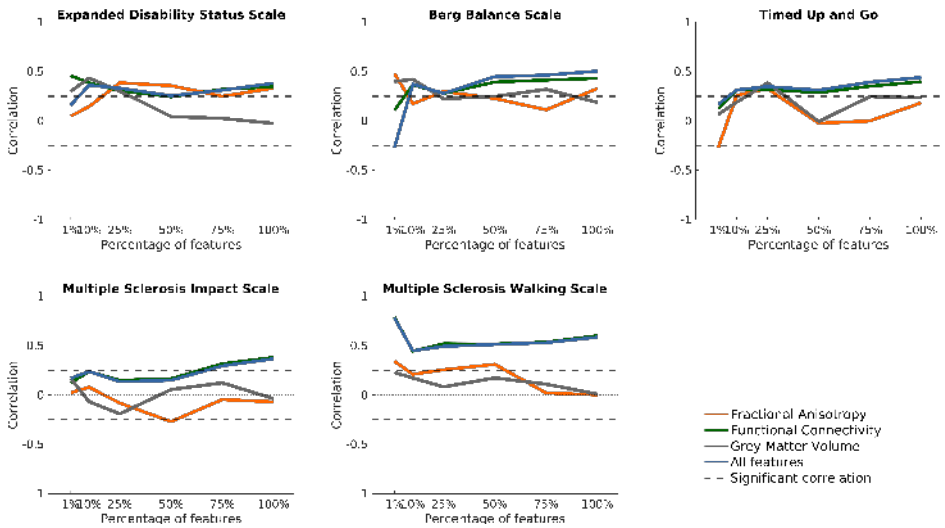 Expanded Disability Status Scale
1
0.5
0
-0.5
-1
Correlation
1% 10% 25% 50% 75% 100%
Percentage of features
Berg Balance Scale
1
0.5
0
-0.5
-1
Correlation
1% 10% 25% 50% 75% 100%
Percentage of features
Timed Up and Go
1
0.5
0
-0.5
-1
Correlation
1% 10% 25% 50% 75% 100%
Percentage of features
Multiple Sclerosis Impact Scale
1
0.5
0
-0.5
1
Correlation
1% 10% 25% 50% 75% 100%
Percentage of features
Multiple Sclerosis Walking Scale
1
0.5
0
-0.5
1
Correlation
1% 10% 25% 50% 75% 100%
Percentage of features
Fractional Anisotropy
Functional Connectivity
Grey Matter Volume
All features
Significant correlation